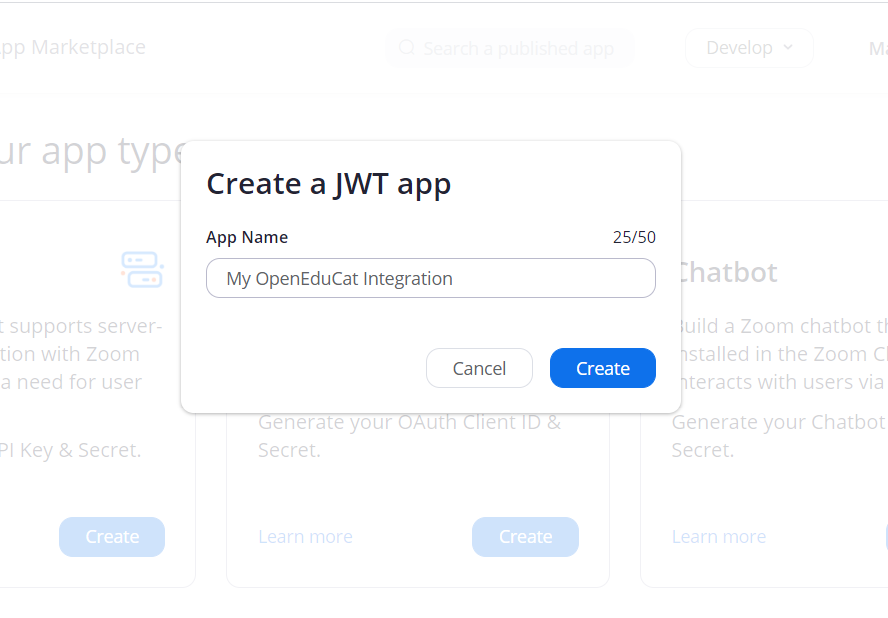 pp Marketplace
Search a published app
Develop
Ma
ur app type
Create a JWT app
App Name
25/50
My OpenEduCat Integration
Cancel
Create
t supports server-
tion with Zoom
a need for user
PI Key & Secret.
Create
Generate your OAuth Client ID &
Secret.
Learn more
Create
Chatbot
Build a Zoom chatbot th
installed in the Zoom Cl
interacts with users via
Generate your Chatbot
Secret.
Learn more